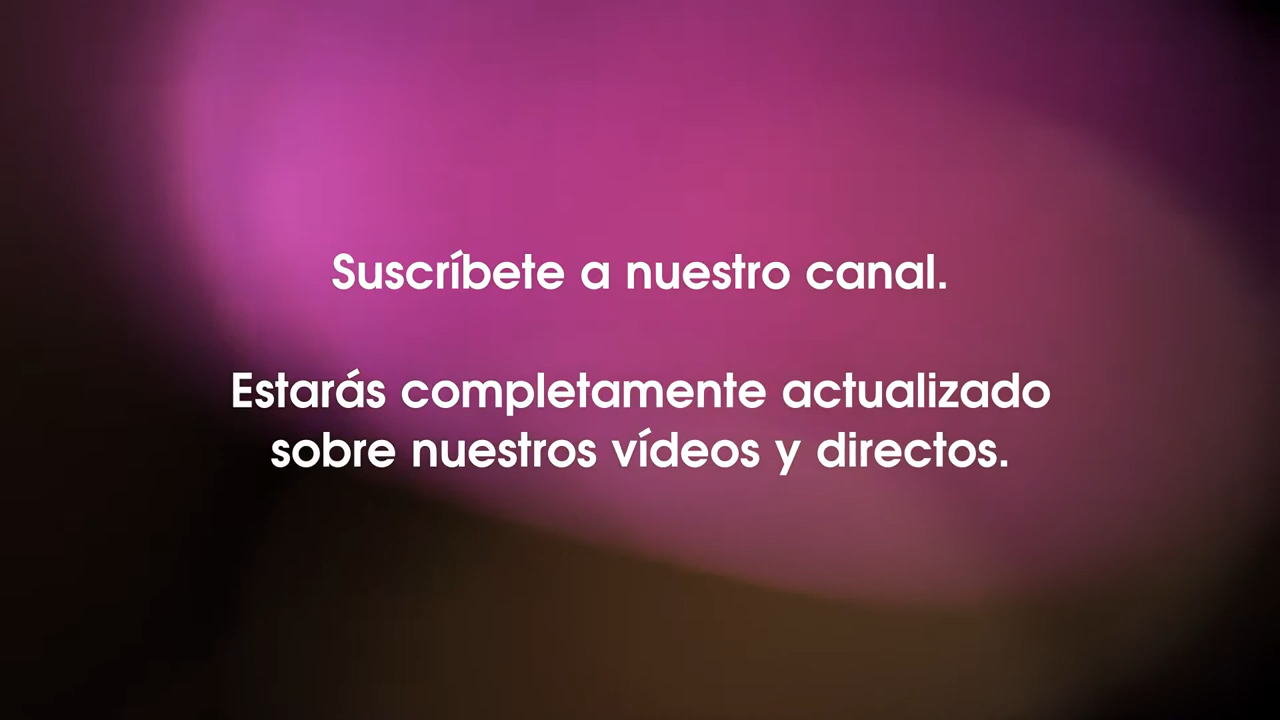 Suscríbete a nuestro canal.
Estarás completamente actualizado
sobre nuestros vídeos y directos.